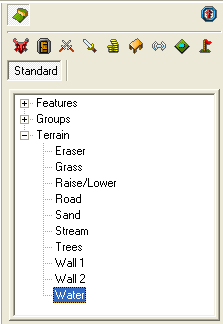 Standard
Features
Groups
Terrain
Eraser
Grass
Raise/Lower
Road
Sand
Stream
Trees
Wall 1
Wall 2
Water